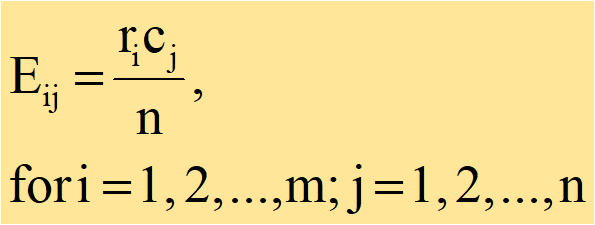 E_ij = r_i c_j / n ,
for i = 1, 2, ..., m; j = 1, 2, ..., n